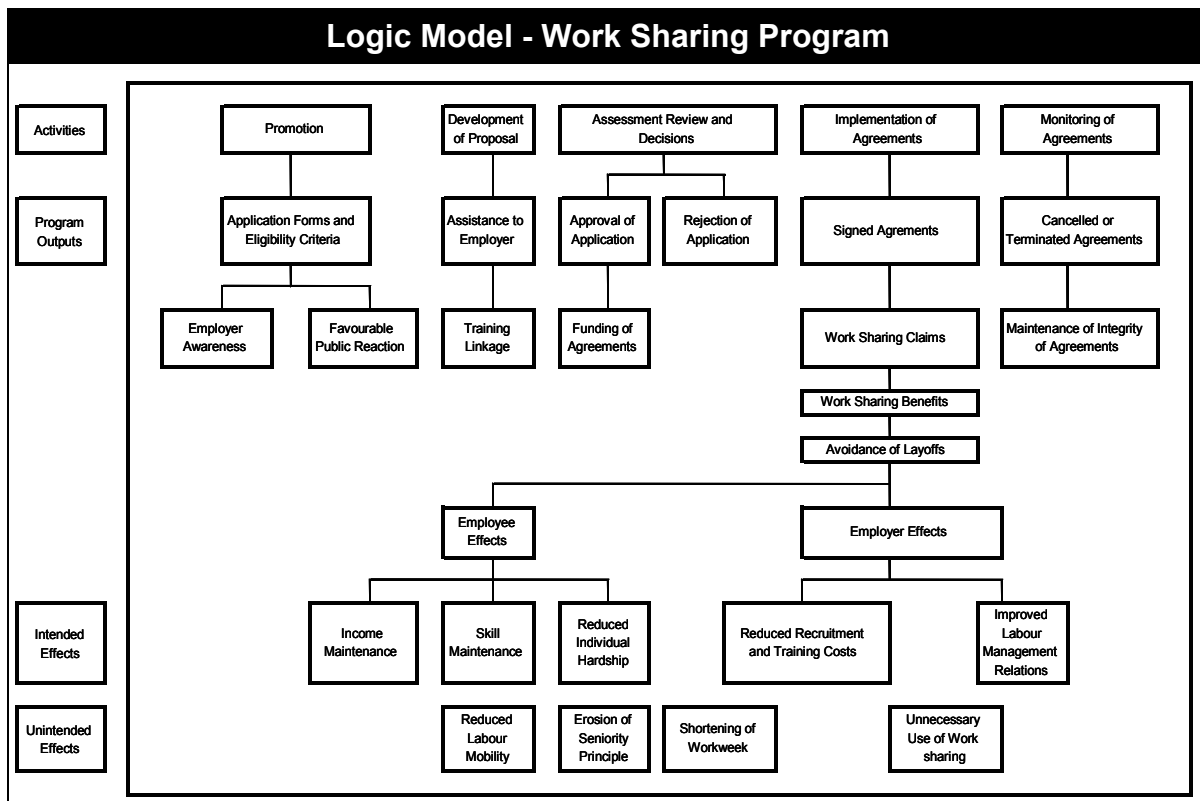 Logic Model - Work Sharing Program
Activities
Promotion
Development
of Proposal
Assessment Review and
Decisions
Implementation of
Agreements
Monitoring of
Agreements
Program
Outputs
Application Forms and
Eligibility Criteria
Assistance to
Employer
Approval of
Application
Rejection of
Application
Signed Agrements
Cancelled or
Terminated Agreements
Employer
Awareness
Favourable
Public Reaction
Training
Linkage
Funding of
Agreements
Work Sharing Claims
Maintenance of Integrity
of Agreements
Work Sharing Benefits
Avoidance of Layoffs
Employee
Effects
Employer Effects
Intended
Effects
Income
Maintenance
Skill
Maintenance
Reduced
Individual
Hardship
Reduced Recruitment
and Training Costs
Improved
Labour
Management
Relations
Unintended
Effects
Reduced
Labour
Mobility
Erosion of
Seniority
Principle
Shortening of
Workweek
Unnecessary
Use of Work
sharing